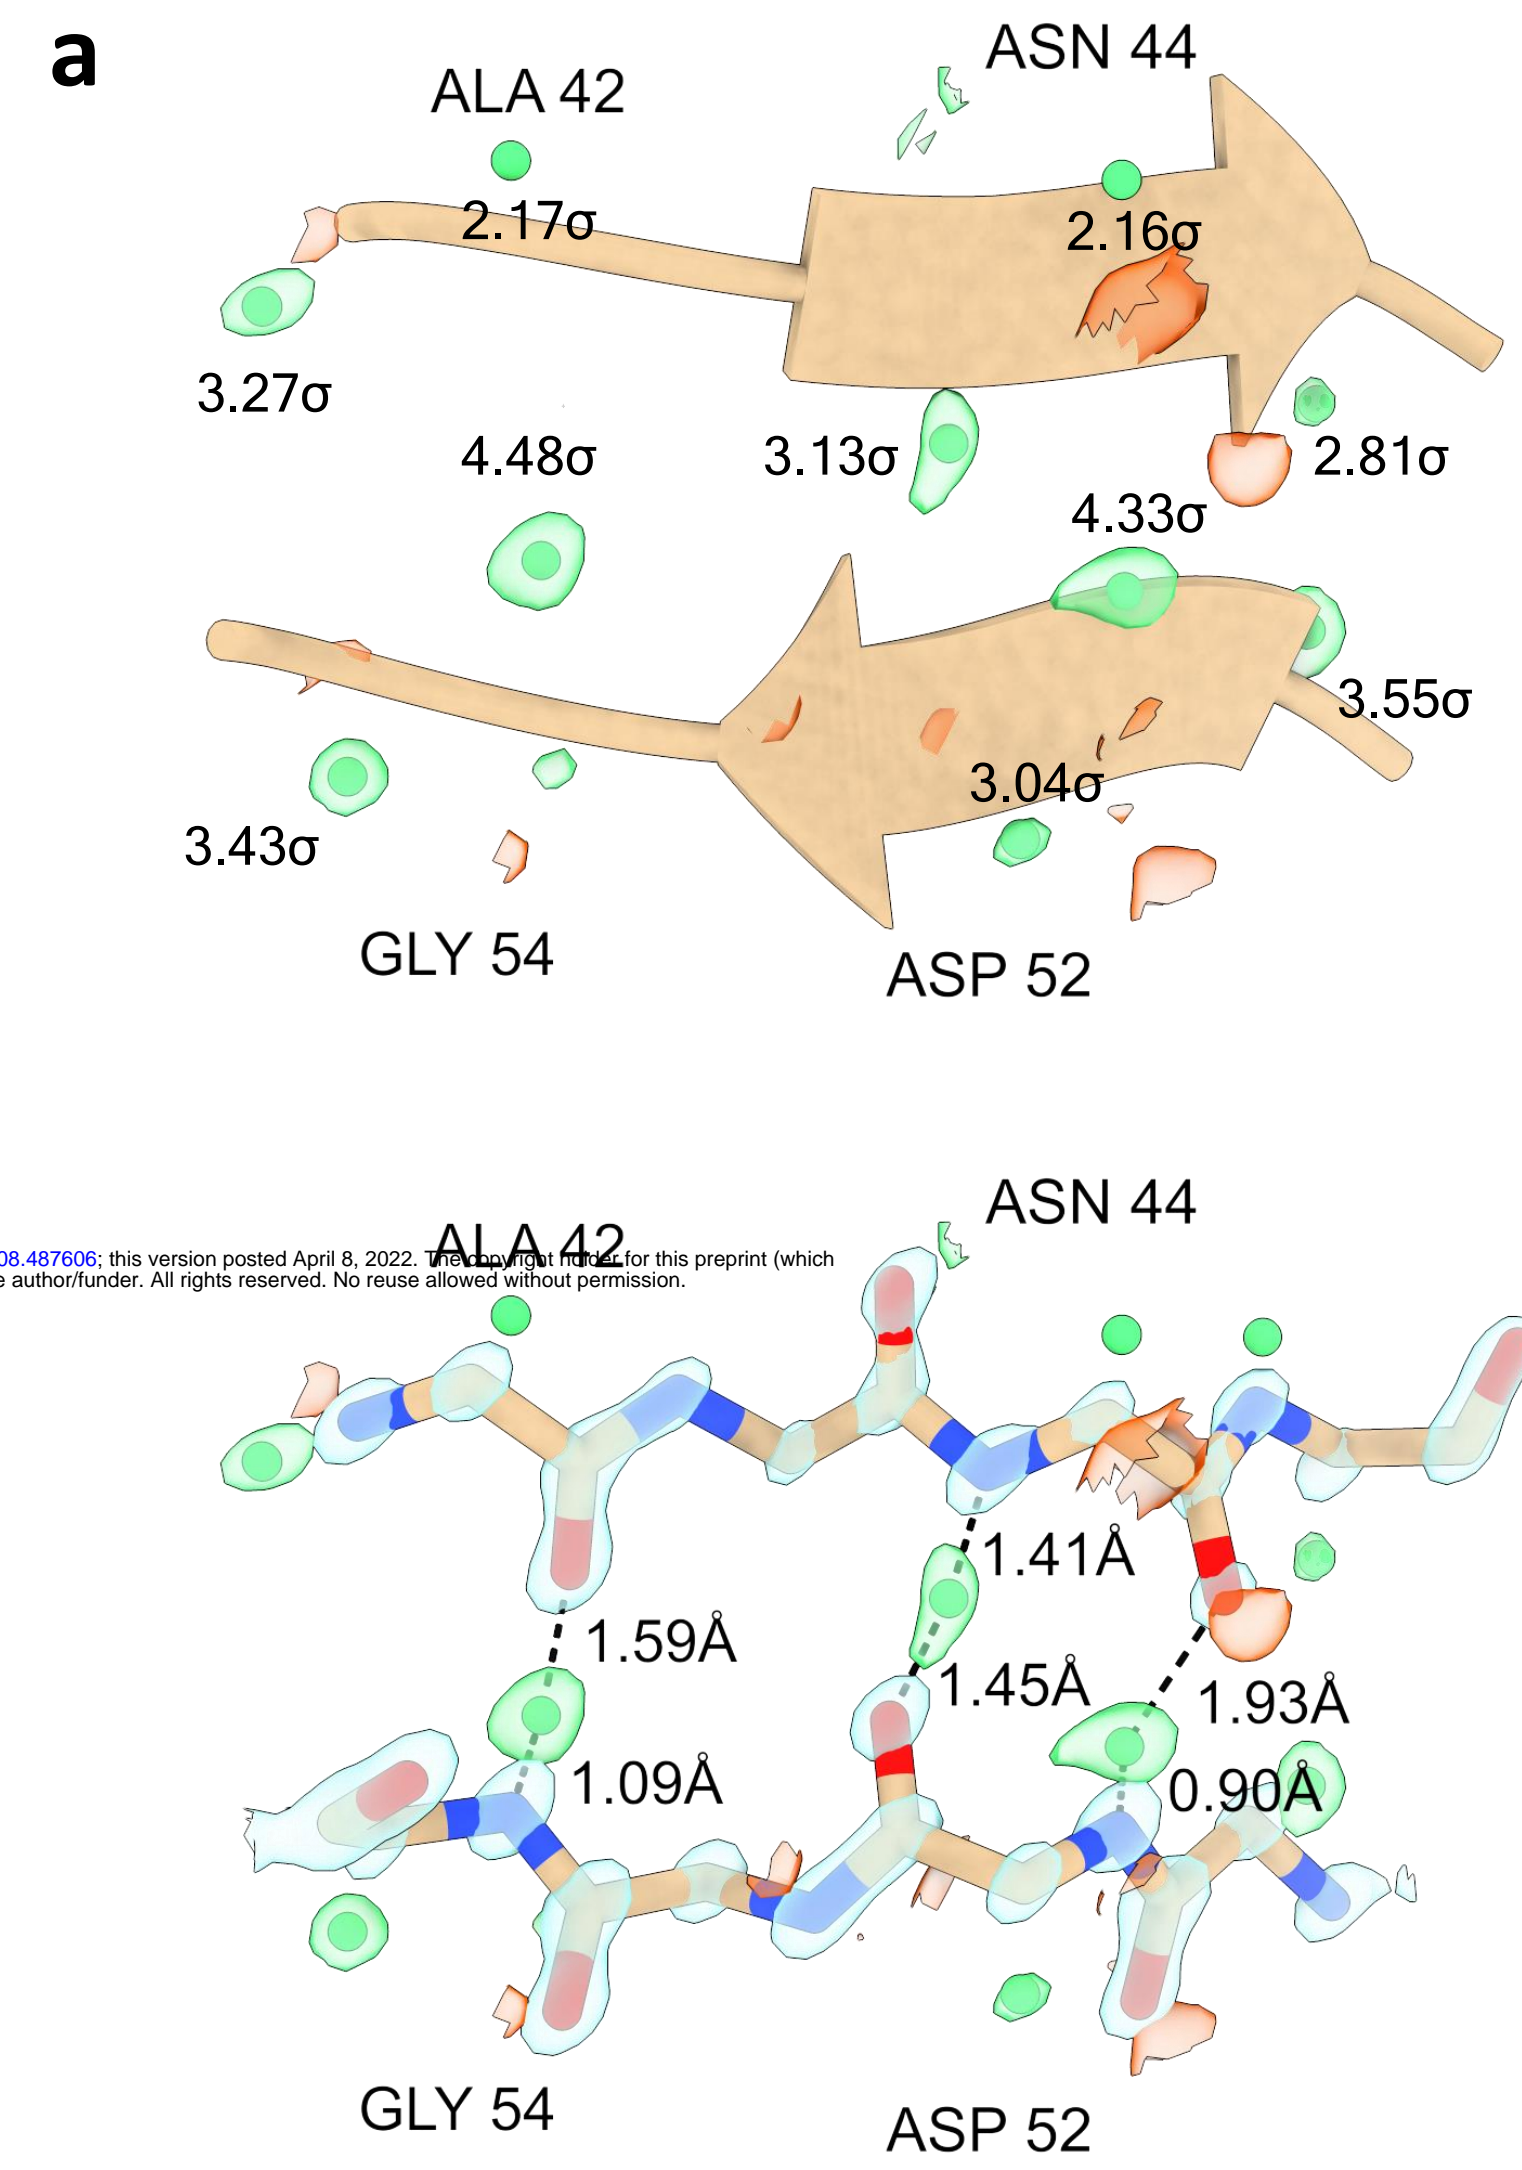 a
ASN 44
ALA 42
2.17σ
2.16σ
3.27σ
4.48σ
3.13σ
2.81σ
4.33σ
3.55σ
3.04σ
3.43σ
GLY 54
ASP 52
ASN 44
ALA 42
08.487606; this version posted April 8, 2022. The copyright holder for this preprint (which
e author/funder. All rights reserved. No reuse allowed without permission.
1.41Å
1.59Å
1.45Å
1.93Å
1.09Å
0.90Å
GLY 54
ASP 52